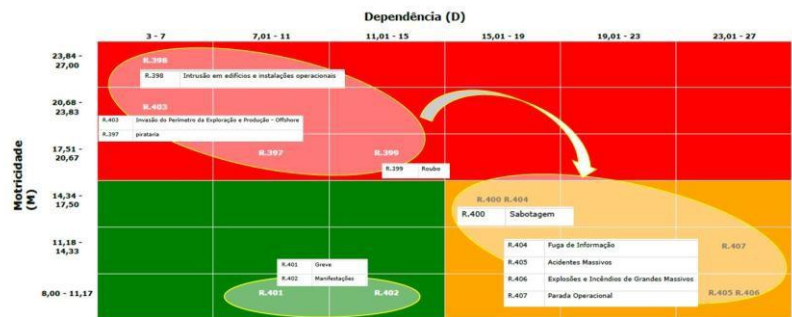 Dependência (D)
3 - 7 7,01 - 11 11,01 - 15 15,01 - 19 19,01 - 23 23,01 - 27
Motricidade (M)
23,84 - 27,00
R.398
R.398 Intrusão em edifícios e instalações operacionais
20,68 - 23,83
R.403
R.403 Invasão do Perímetro da Exploração e Produção - Offshore
R.397 pirataria
17,51 - 20,67
R.397 R.399
R.399 Roubo
14,34 - 17,50
R.400 R.404
R.400 Sabotagem
11,18 - 14,33
R.407
R.404 Fuga de Informação
R.405 Acidentes Massivos
R.406 Explosões e Incêndios de Grandes Massivos
R.407 Parada Operacional
R.401 Greve
R.402 Manifestações
8,00 - 11,17
R.401 R.402
R.405 R.406